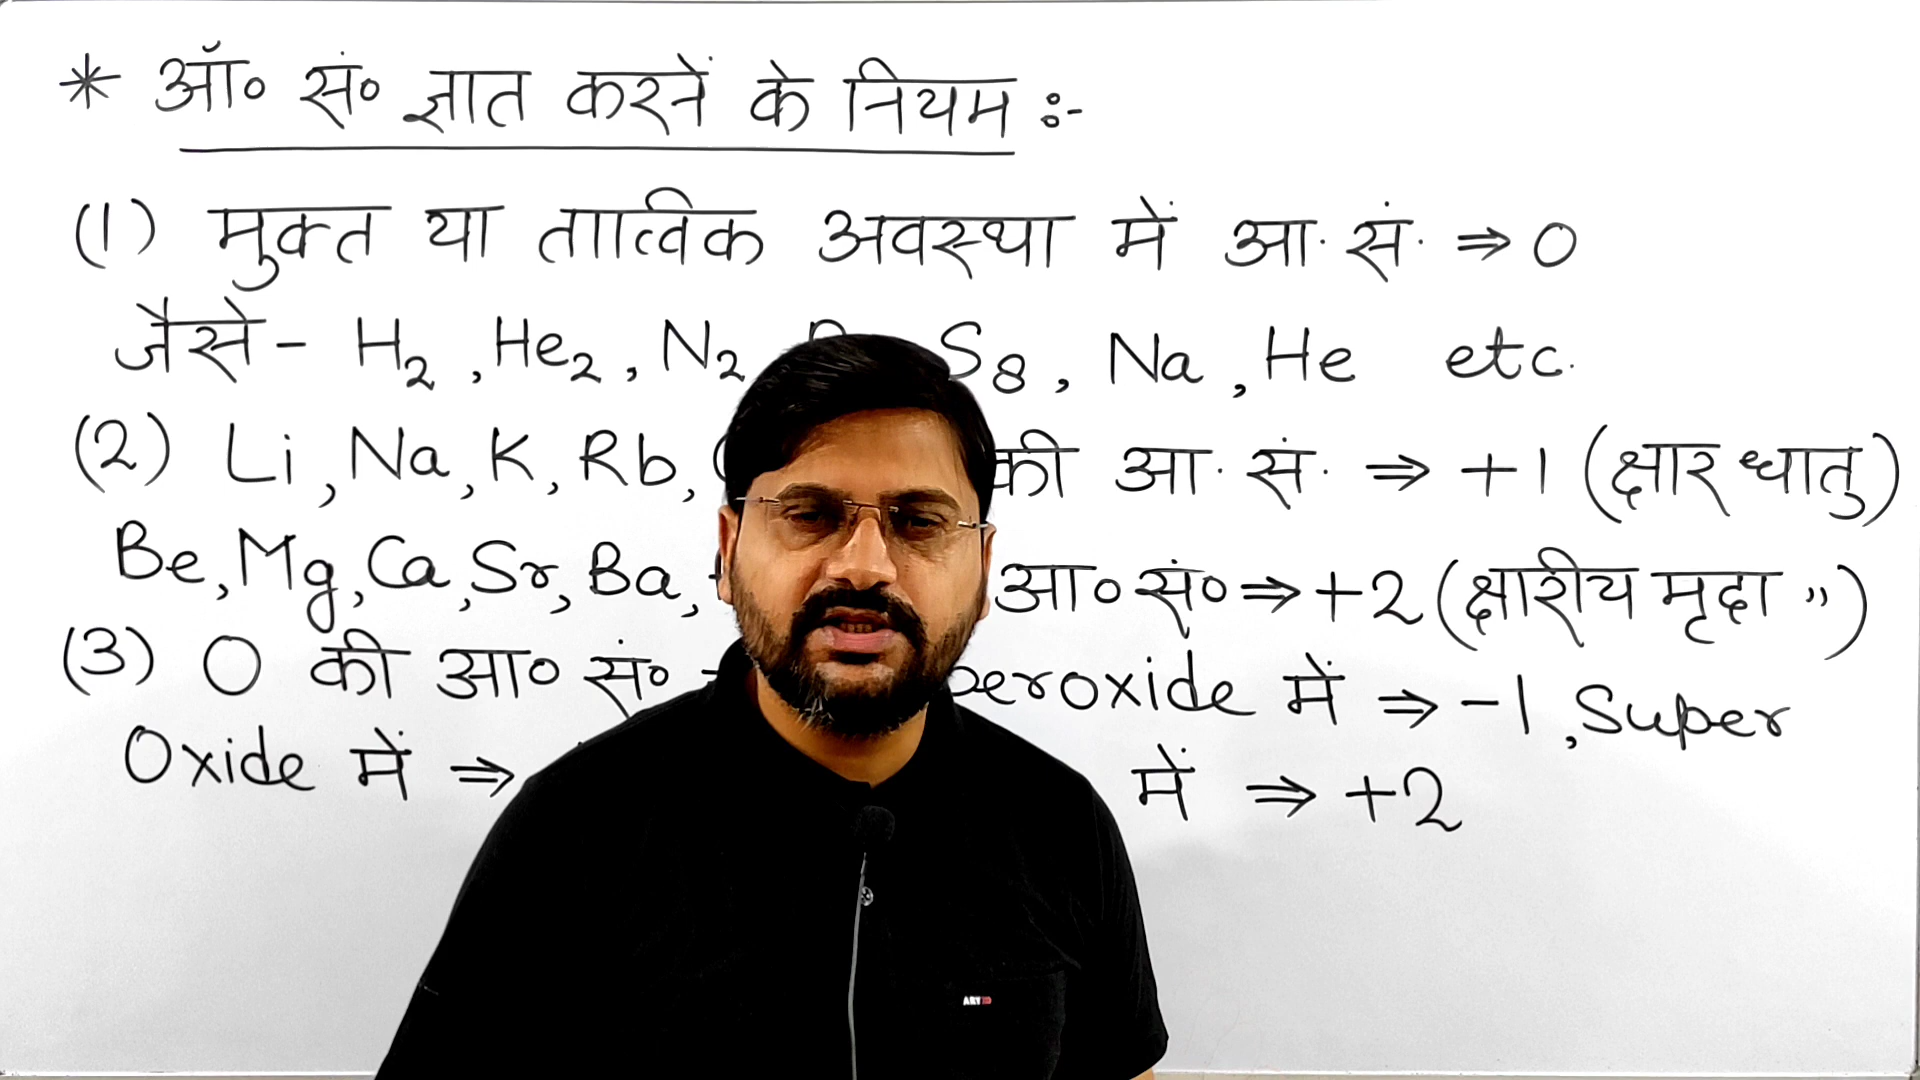 * ऑ० सं० ज्ञात करनें के नियम :-
(1) मुक्त या तात्विक अवस्था में आ. सं. ⇒ 0
जैसे - H₂, He₂, N₂ S₈, Na, He etc.
(2) Li, Na, K, Rb, की आ. सं. ⇒ +1 (क्षार धातु)
Be, Mg, Ca, Sr, Ba, आ० सं० ⇒ +2 (क्षारीय मृदा ")
(3) O की आ० सं० में ⇒ -1, Super
Oxide में ⇒ में ⇒ +2